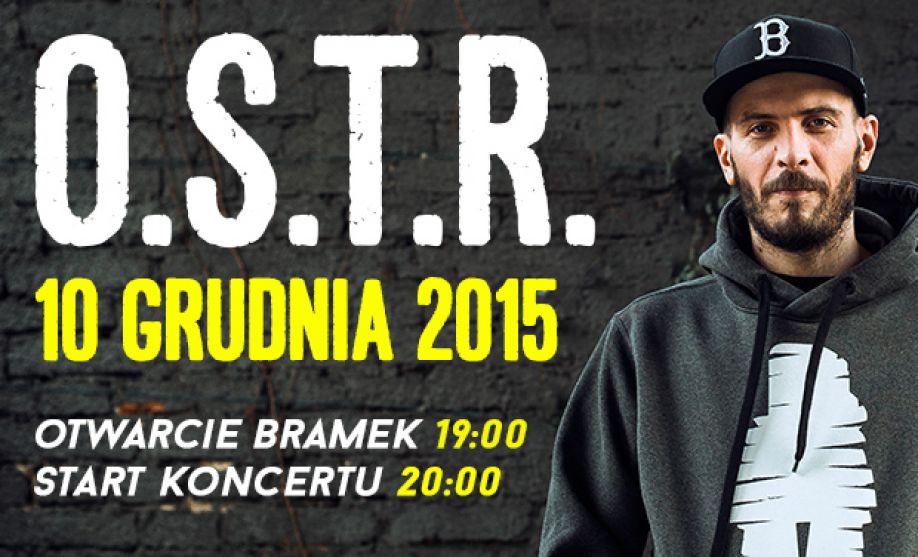 O.S.T.R.
10 GRUDNIA 2015
OTWARCIE BRAMEK 19:00
START KONCERTU 20:00
B